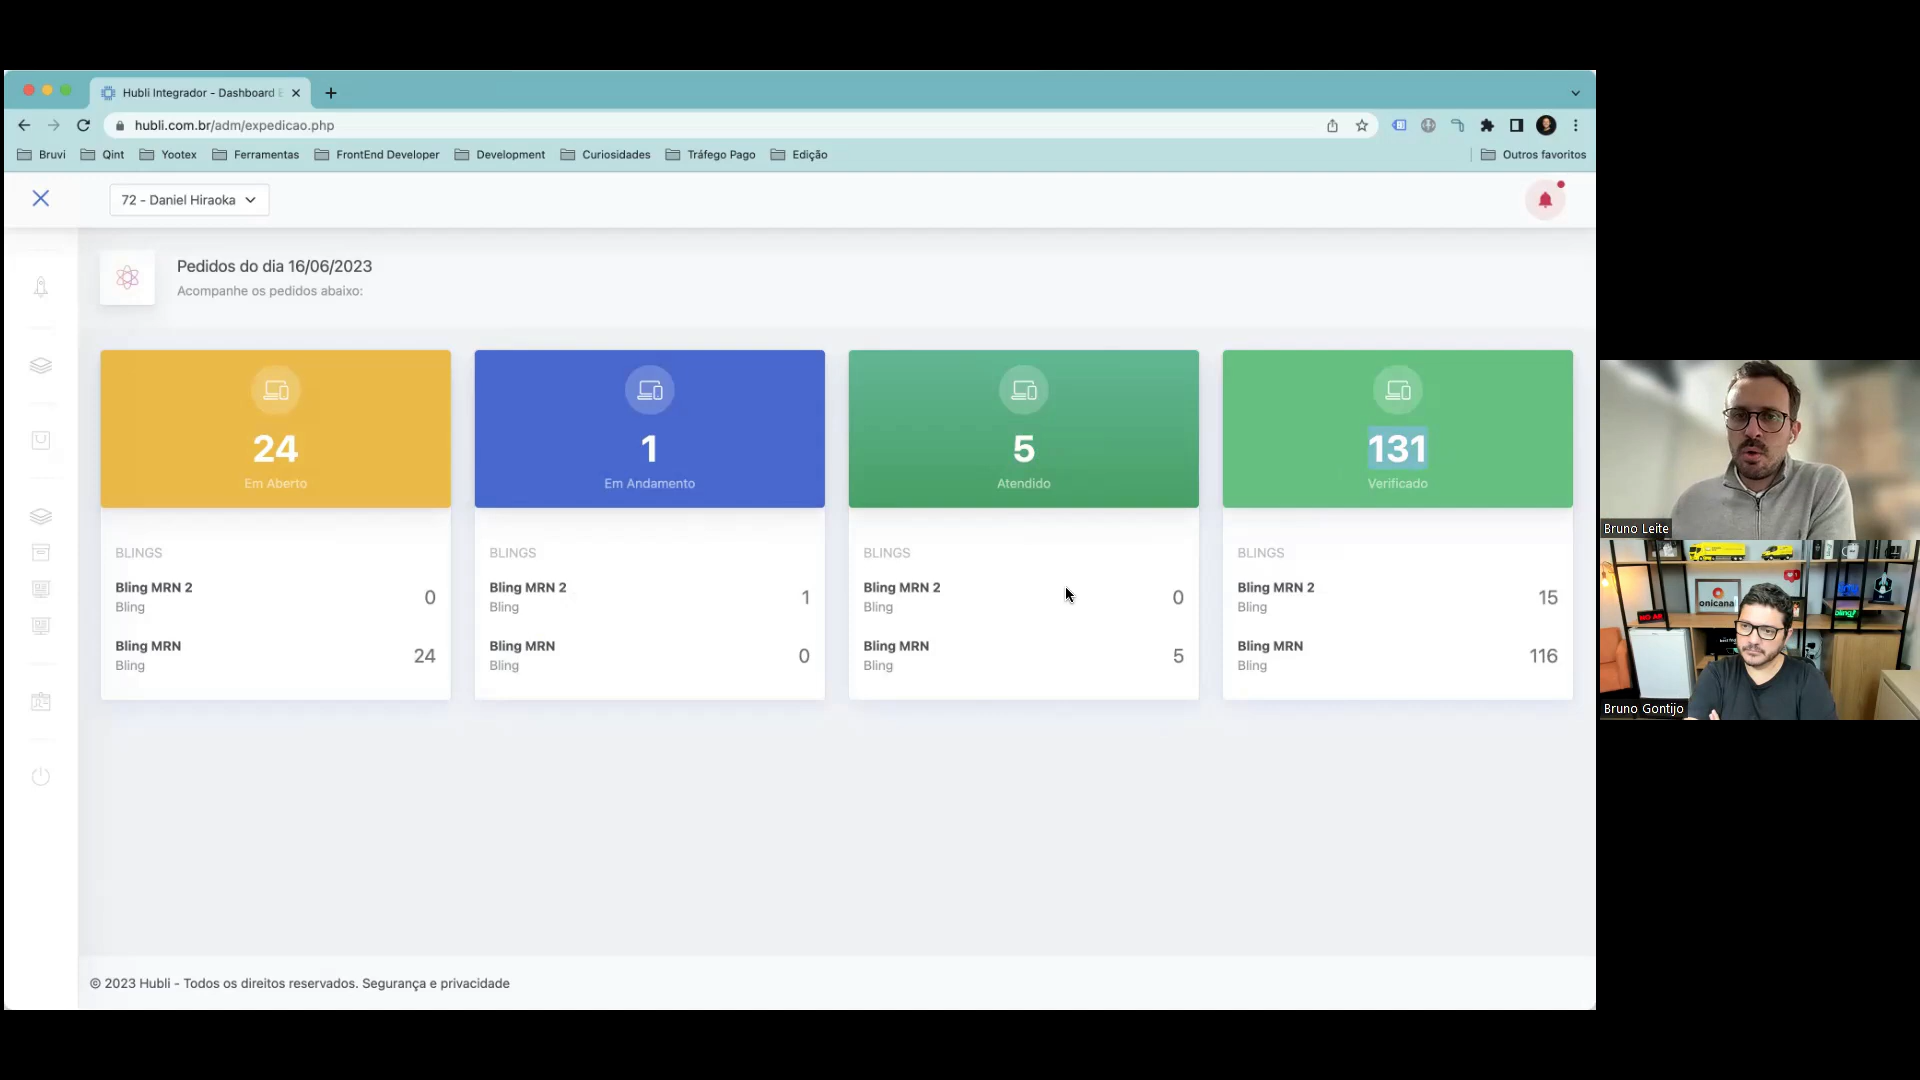 Hubli Integrador - Dashboard E
hubli.com.br/adm/expedicao.php
Bruvi
Qint
Yootex
Ferramentas
FrontEnd Developer
Development
Curiosidades
Tráfego Pago
Edição
Outros favoritos
72 - Daniel Hiraoka
Pedidos do dia 16/06/2023
Acompanhe os pedidos abaixo:
24
Em Aberto
BLINGS
Bling MRN 2
Bling
0
Bling MRN
Bling
24
1
Em Andamento
BLINGS
Bling MRN 2
Bling
1
Bling MRN
Bling
0
5
Atendido
BLINGS
Bling MRN 2
Bling
0
Bling MRN
Bling
5
131
Verificado
BLINGS
Bling MRN 2
Bling
15
Bling MRN
Bling
116
© 2023 Hubli - Todos os direitos reservados. Segurança e privacidade
Bruno Leite
onicana
bling
Bruno Gontijo